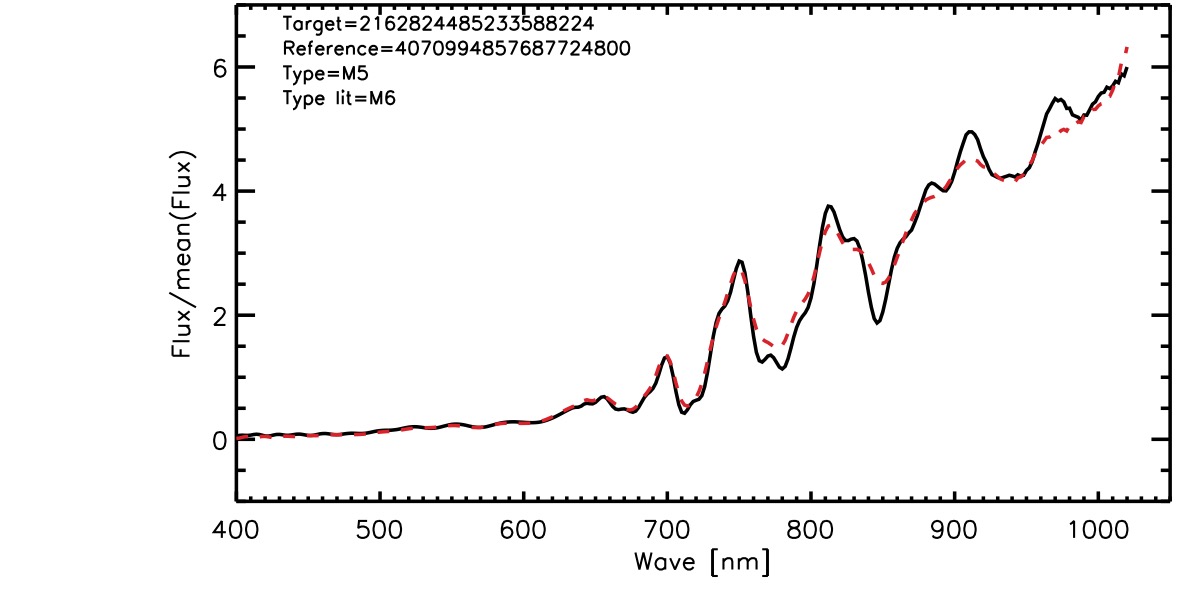 Target=2162824485233588224
Reference=4070994857687724800
Type=M5
Type lit=M6
6
4
2
0
Flux/mean(Flux)
400 500 600 700 800 900 1000
Wave [nm]